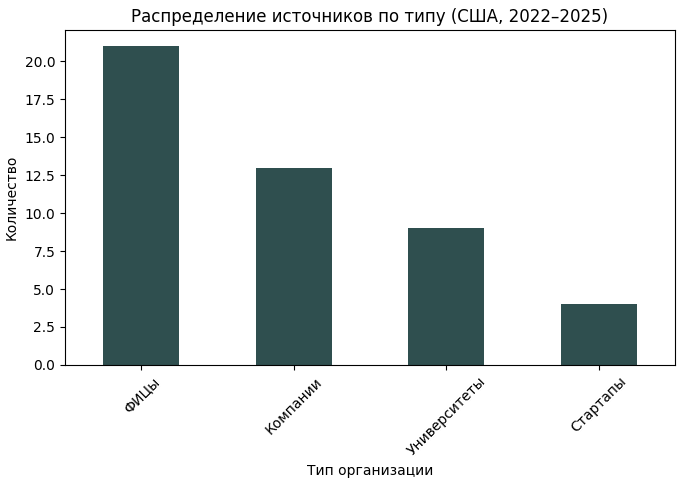 Распределение источников по типу (США, 2022–2025)
Количество
20.0
17.5
15.0
12.5
10.0
7.5
5.0
2.5
0.0
ФИЦы
Компании
Университеты
Стартапы
Тип организации